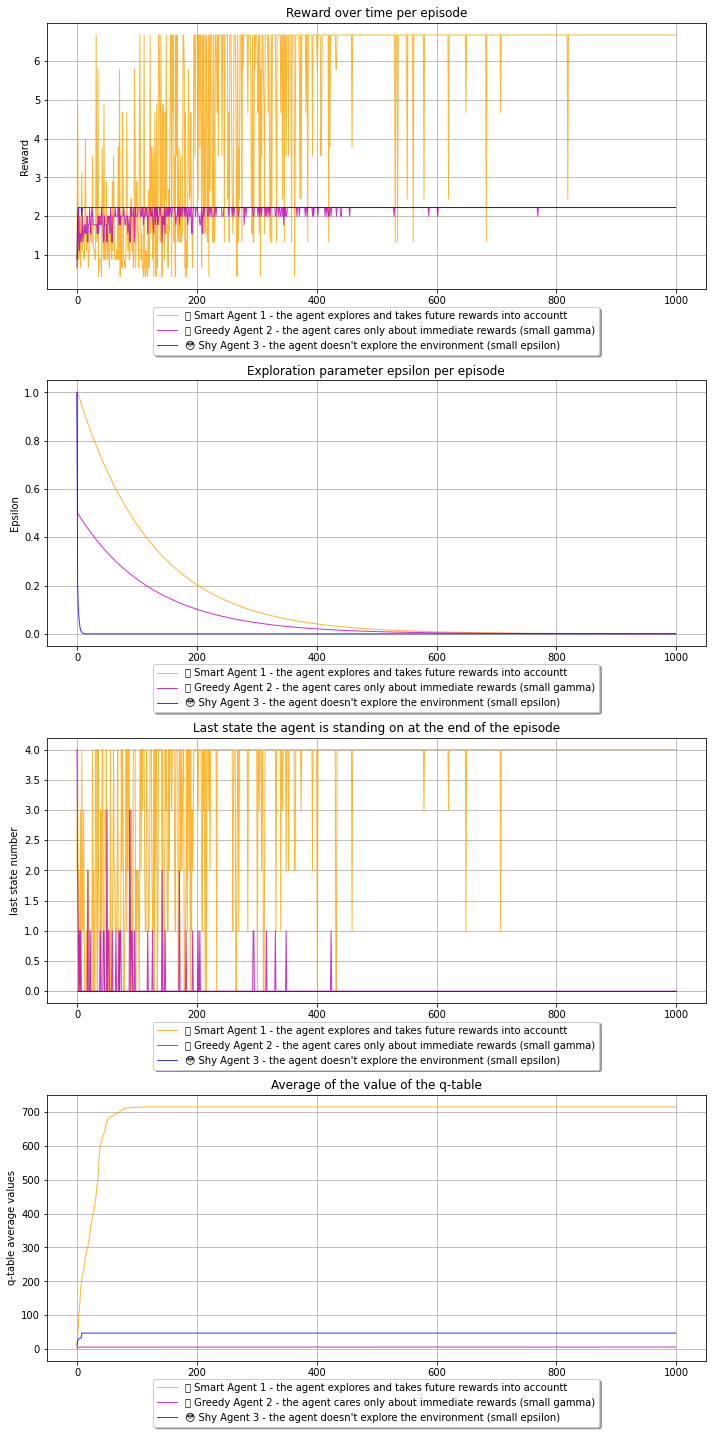 Reward over time per episode
6
5
4
3
2
1
Reward
0 200 400 600 800 1000
▯ Smart Agent 1 - the agent explores and takes future rewards into accountt
▯ Greedy Agent 2 - the agent cares only about immediate rewards (small gamma)
😳 Shy Agent 3 - the agent doesn't explore the environment (small epsilon)
Exploration parameter epsilon per episode
1.0
0.8
0.6
0.4
0.2
0.0
Epsilon
0 200 400 600 800 1000
▯ Smart Agent 1 - the agent explores and takes future rewards into accountt
▯ Greedy Agent 2 - the agent cares only about immediate rewards (small gamma)
😳 Shy Agent 3 - the agent doesn't explore the environment (small epsilon)
Last state the agent is standing on at the end of the episode
4.0
3.5
3.0
2.5
2.0
1.5
1.0
0.5
0.0
last state number
0 200 400 600 800 1000
▯ Smart Agent 1 - the agent explores and takes future rewards into accountt
▯ Greedy Agent 2 - the agent cares only about immediate rewards (small gamma)
😳 Shy Agent 3 - the agent doesn't explore the environment (small epsilon)
Average of the value of the q-table
700
600
500
400
300
200
100
0
q-table average values
0 200 400 600 800 1000
▯ Smart Agent 1 - the agent explores and takes future rewards into accountt
▯ Greedy Agent 2 - the agent cares only about immediate rewards (small gamma)
😳 Shy Agent 3 - the agent doesn't explore the environment (small epsilon)